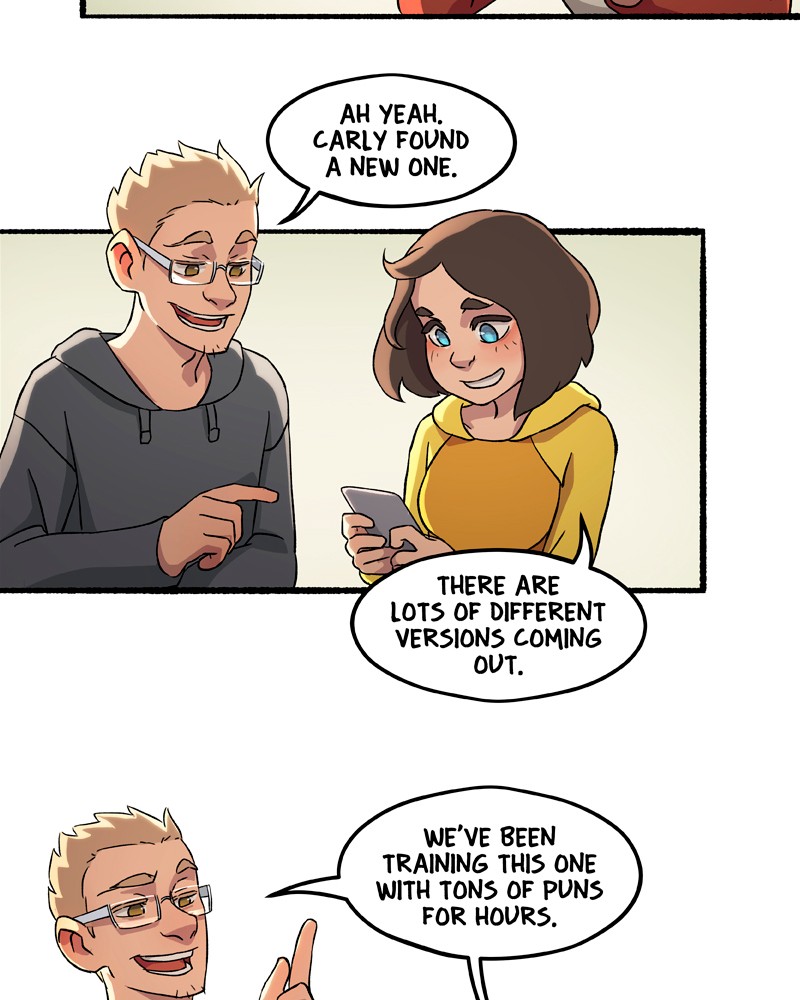 AH YEAH.
CARLY FOUND
A NEW ONE.
THERE ARE
LOTS OF DIFFERENT
VERSIONS COMING
OUT.
WE'VE BEEN
TRAINING THIS ONE
WITH TONS OF PUNS
FOR HOURS.